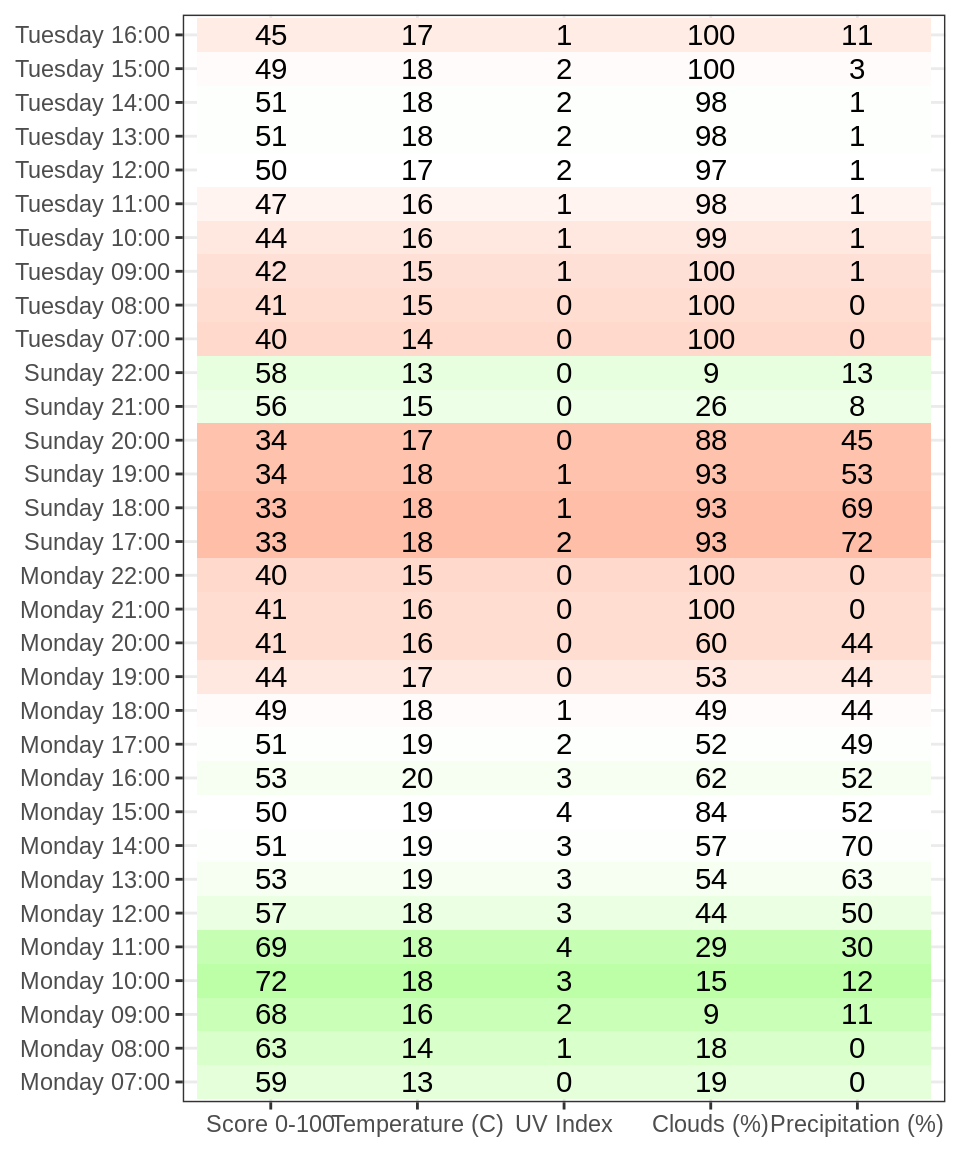 Tuesday 16:00 45 17 1 100 11
Tuesday 15:00 49 18 2 100 3
Tuesday 14:00 51 18 2 98 1
Tuesday 13:00 51 18 2 98 1
Tuesday 12:00 50 17 2 97 1
Tuesday 11:00 47 16 1 98 1
Tuesday 10:00 44 16 1 99 1
Tuesday 09:00 42 15 1 100 1
Tuesday 08:00 41 15 0 100 0
Tuesday 07:00 40 14 0 100 0
Sunday 22:00 58 13 0 9 13
Sunday 21:00 56 15 0 26 8
Sunday 20:00 34 17 0 88 45
Sunday 19:00 34 18 1 93 53
Sunday 18:00 33 18 1 93 69
Sunday 17:00 33 18 2 93 72
Monday 22:00 40 15 0 100 0
Monday 21:00 41 16 0 100 0
Monday 20:00 41 16 0 60 44
Monday 19:00 44 17 0 53 44
Monday 18:00 49 18 1 49 44
Monday 17:00 51 19 2 52 49
Monday 16:00 53 20 3 62 52
Monday 15:00 50 19 4 84 52
Monday 14:00 51 19 3 57 70
Monday 13:00 53 19 3 54 63
Monday 12:00 57 18 3 44 50
Monday 11:00 69 18 4 29 30
Monday 10:00 72 18 3 15 12
Monday 09:00 68 16 2 9 11
Monday 08:00 63 14 1 18 0
Monday 07:00 59 13 0 19 0
Score 0-100 Temperature (C) UV Index Clouds (%) Precipitation (%)